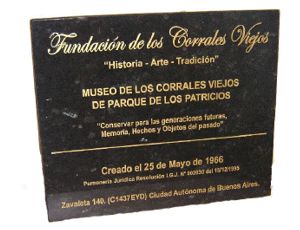 Fundación de los Corrales Viejos
"Historia - Arte - Tradición"
MUSEO DE LOS CORRALES VIEJOS
DE PARQUE DE LOS PATRICIOS
"Conservar para las generaciones futuras,
Memoria, Hechos y Objetos del pasado"
Creado el 25 de Mayo de 1966
Personería Jurídica Resolución I.G.J. Nº
Zavaleta 140. (C1437EYD) Ciudad Autónoma de Buenos Aires.